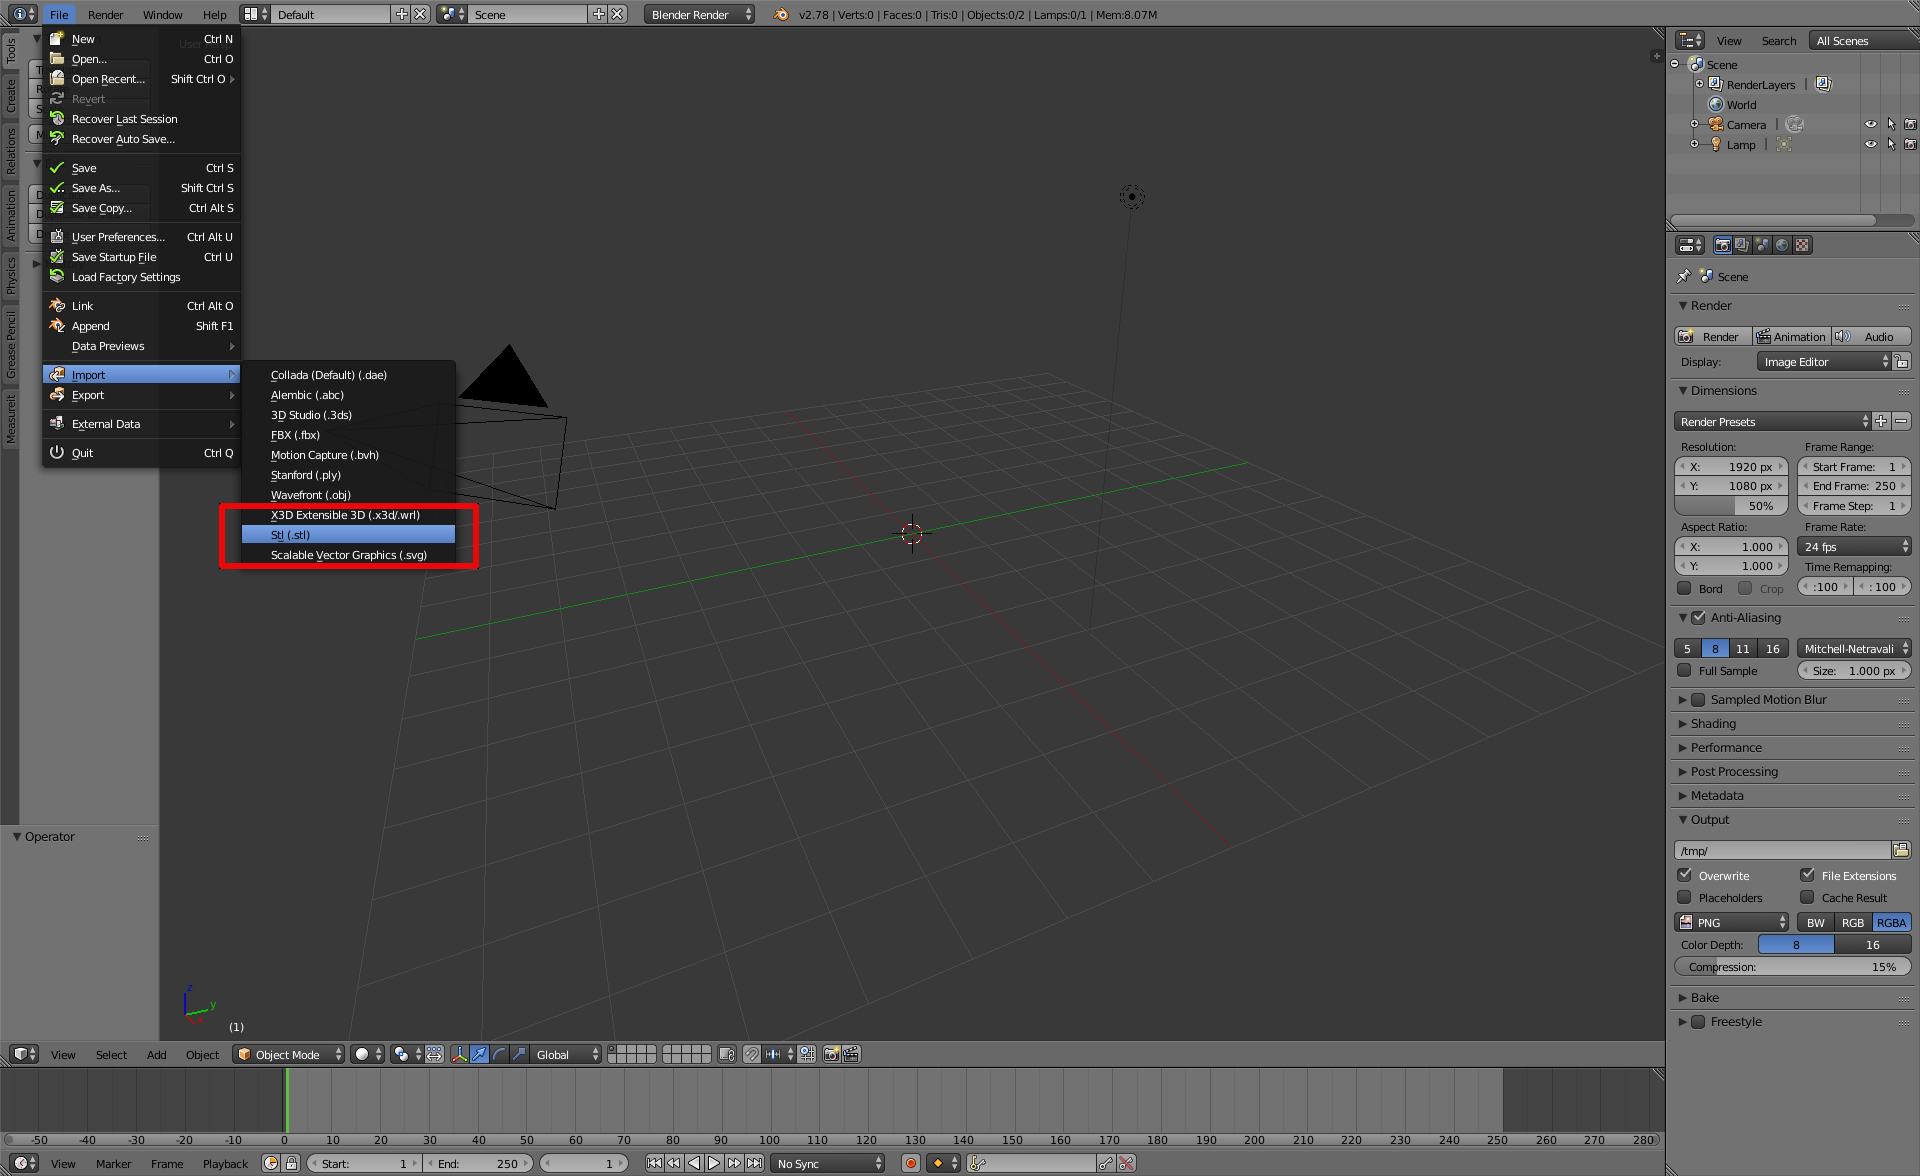 File Render Window Help Default Scene Blender Render v2.78 | Verts:0 | Faces:0 | Tris:0 | Objects:0/2 | Lamps:0/1 | Mem:8.07M
New Ctrl N
Open... Ctrl O
Open Recent... Shift Ctrl O
Revert
Recover Last Session
Recover Auto Save...
Save Ctrl S
Save As... Shift Ctrl S
Save Copy... Ctrl Alt S
User Preferences... Ctrl Alt U
Save Startup File Ctrl U
Load Factory Settings
Link Ctrl Alt O
Append Shift F1
Data Previews
Import
Export
External Data
Quit Ctrl Q
Collada (Default) (.dae)
Alembic (.abc)
3D Studio (.3ds)
FBX (.fbx)
Motion Capture (.bvh)
Stanford (.ply)
Wavefront (.obj)
X3D Extensible 3D (.x3d/.wrl)
Stl (.stl)
Scalable Vector Graphics (.svg)
Tools
Create
Relations
Animation
Physics
Grease Pencil
Measureit
Operator
z
y
(1)
View Select Add Object Object Mode Global
View Search All Scenes
Scene
RenderLayers |
World
Camera |
Lamp |
Scene
Render
Render Animation Audio
Display: Image Editor
Dimensions
Render Presets
Resolution: Frame Range:
X: 1920 px Start Frame: 1
Y: 1080 px End Frame: 250
50% Frame Step: 1
Aspect Ratio: Frame Rate:
X: 1.000 24 fps
Y: 1.000 Time Remapping:
Bord Crop :100 : 100
Anti-Aliasing
5 8 11 16 Mitchell-Netravali
Full Sample Size: 1.000 px
Sampled Motion Blur
Shading
Performance
Post Processing
Metadata
Output
/tmp/
Overwrite File Extensions
Placeholders Cache Result
PNG BW RGB RGBA
Color Depth: 8 16
Compression: 15%
Bake
Freestyle
-50 -40 -30 -20 -10 0 10 20 30 40 50 60 70 80 90 100 110 120 130 140 150 160 170 180 190 200 210 220 230 240 250 260 270 280
View Marker Frame Playback Start: 1 End: 250 1 No Sync